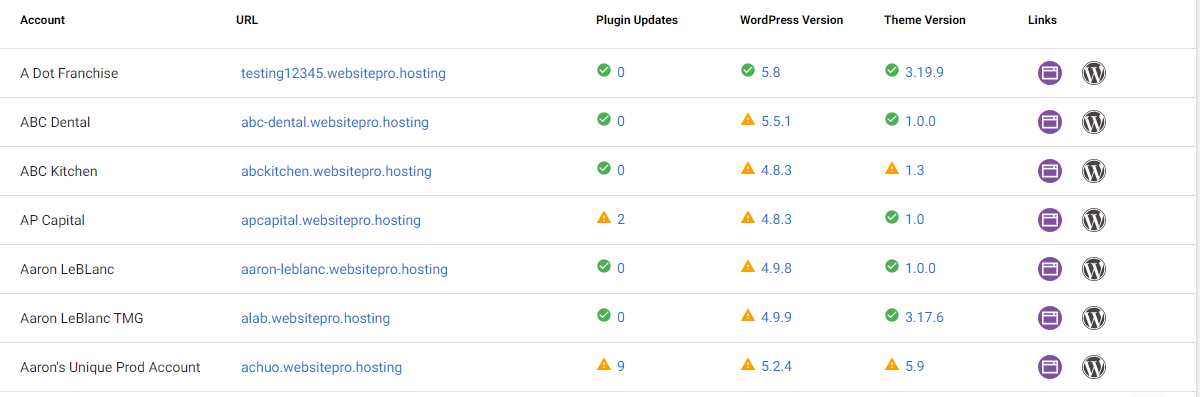 Account URL Plugin Updates WordPress Version Theme Version Links
A Dot Franchise testing12345.websitepro.hosting 0 5.8 3.19.9
ABC Dental abc-dental.websitepro.hosting 0 5.5.1 1.0.0
ABC Kitchen abckitchen.websitepro.hosting 0 4.8.3 1.3
AP Capital apcapital.websitepro.hosting 2 4.8.3 1.0
Aaron LeBLanc aaron-leblanc.websitepro.hosting 0 4.9.8 1.0.0
Aaron LeBlanc TMG alab.websitepro.hosting 0 4.9.9 3.17.6
Aaron's Unique Prod Account achuo.websitepro.hosting 9 5.2.4 5.9